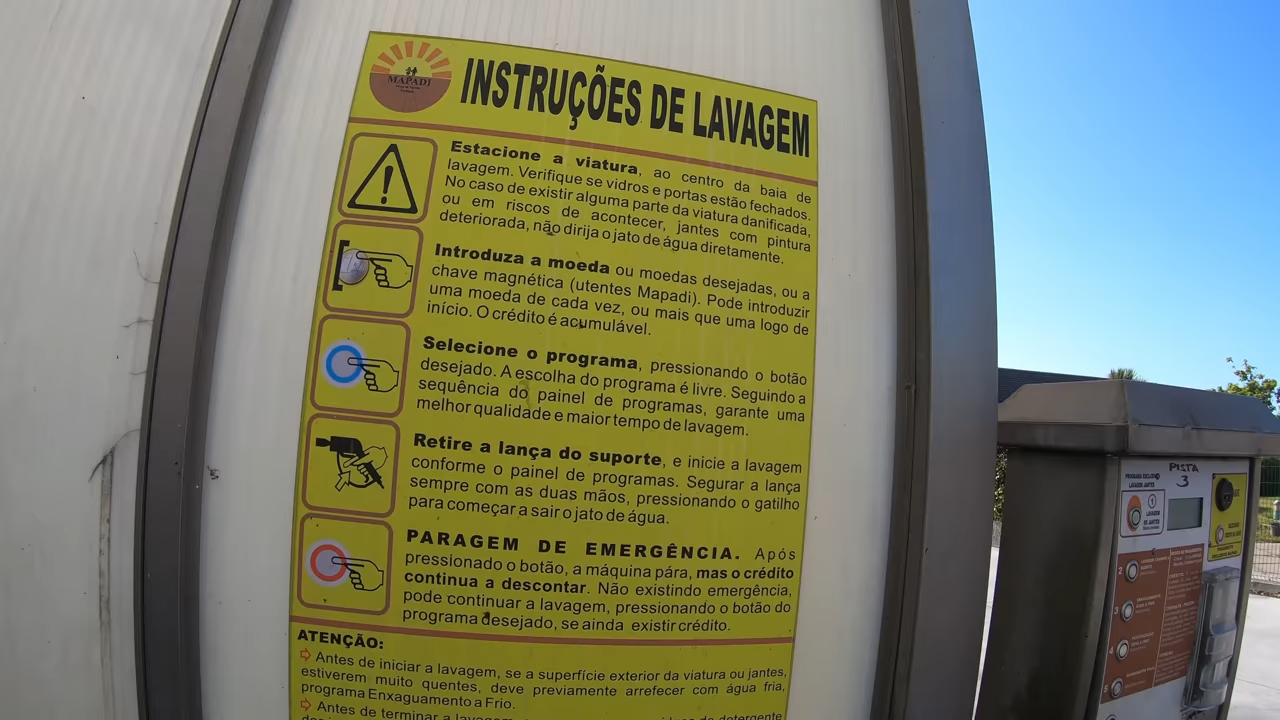 MAPADI
INSTRUÇÕES DE LAVAGEM
Estacione a viatura, ao centro da baia de
lavagem. Verifique se vidros e portas estão fechados.
No caso de existir alguma parte da viatura danificada,
ou em riscos de acontecer, jantes com pintura
deteriorada, não dirija o jato de água diretamente.
Introduza a moeda ou moedas desejadas, ou a
chave magnética (utentes Mapadi). Pode introduzir
uma moeda de cada vez, ou mais que uma logo de
início. O crédito é acumulável.
Selecione o programa, pressionando o botão
desejado. A escolha do programa é livre. Seguindo a
sequência do painel de programas, garante uma
melhor qualidade e maior tempo de lavagem.
Retire a lança do suporte, e inicie a lavagem
conforme o painel de programas. Segurar a lança
sempre com as duas mãos, pressionando o gatilho
para começar a sair o jato de água.
PARAGEM DE EMERGÊNCIA. Após
pressionado o botão, a máquina pára, mas o crédito
continua a descontar. Não existindo emergência,
pode continuar a lavagem, pressionando o botão do
programa desejado, se ainda existir crédito.
ATENÇÃO:
Antes de iniciar a lavagem, se a superfície exterior da viatura ou jantes,
estiverem muito quentes, deve previamente arrefecer com água fria,
programa Enxaguamento a Frio.
Antes de terminar a
detergente
PISTA
3
1
LAVAGEM
DE JANTES
2
3
4
5